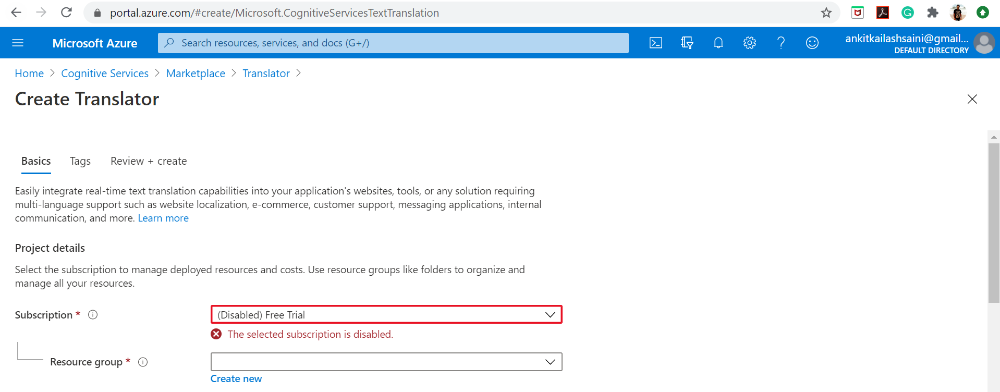 portal.azure.com/#create/Microsoft.CognitiveServicesTextTranslation
Microsoft Azure
Search resources, services, and docs (G+/)
ankitkailashsaini@gmail...
DEFAULT DIRECTORY
Home > Cognitive Services > Marketplace > Translator >
Create Translator
Basics Tags Review + create
Easily integrate real-time text translation capabilities into your application's websites, tools, or any solution requiring
multi-language support such as website localization, e-commerce, customer support, messaging applications, internal
communication, and more. Learn more
Project details
Select the subscription to manage deployed resources and costs. Use resource groups like folders to organize and
manage all your resources.
Subscription * (Disabled) Free Trial
The selected subscription is disabled.
Resource group *
Create new